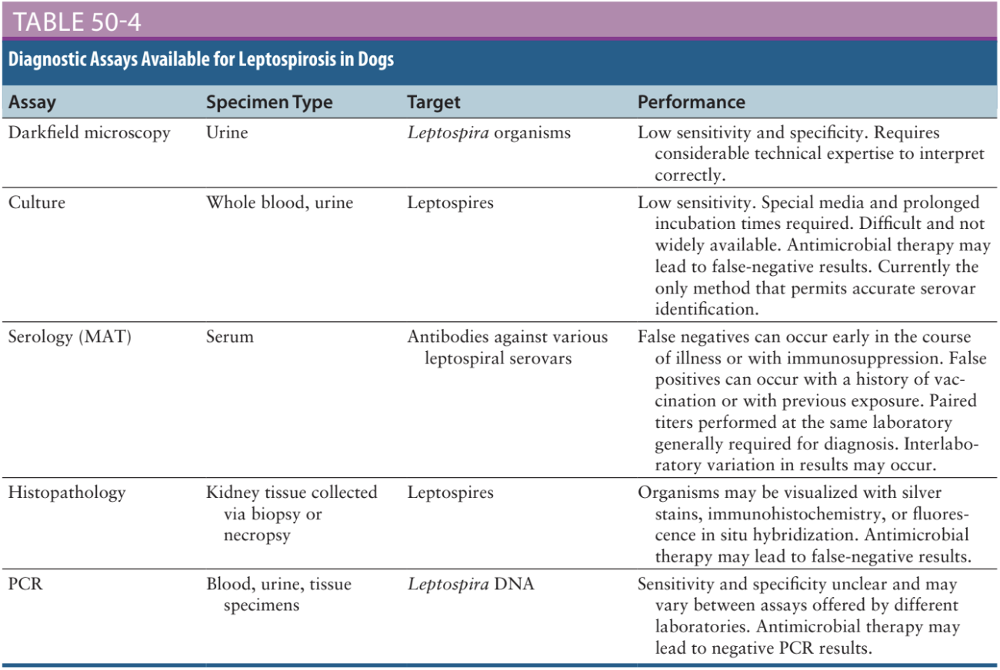 TABLE 50-4
Diagnostic Assays Available for Leptospirosis in Dogs
Assay Specimen Type Target Performance
Darkfield microscopy Urine Leptospira organisms Low sensitivity and specificity. Requires
considerable technical expertise to interpret
correctly.
Culture Whole blood, urine Leptospires Low sensitivity. Special media and prolonged
incubation times required. Difficult and not
widely available. Antimicrobial therapy may
lead to false-negative results. Currently the
only method that permits accurate serovar
identification.
Serology (MAT) Serum Antibodies against various False negatives can occur early in the course
leptospiral serovars of illness or with immunosuppression. False
positives can occur with a history of vac-
cination or with previous exposure. Paired
titers performed at the same laboratory
generally required for diagnosis. Interlabo-
ratory variation in results may occur.
Histopathology Kidney tissue collected Leptospires Organisms may be visualized with silver
via biopsy or stains, immunohistochemistry, or fluores-
necropsy cence in situ hybridization. Antimicrobial
therapy may lead to false-negative results.
PCR Blood, urine, tissue Leptospira DNA Sensitivity and specificity unclear and may
specimens vary between assays offered by different
laboratories. Antimicrobial therapy may
lead to negative PCR results.